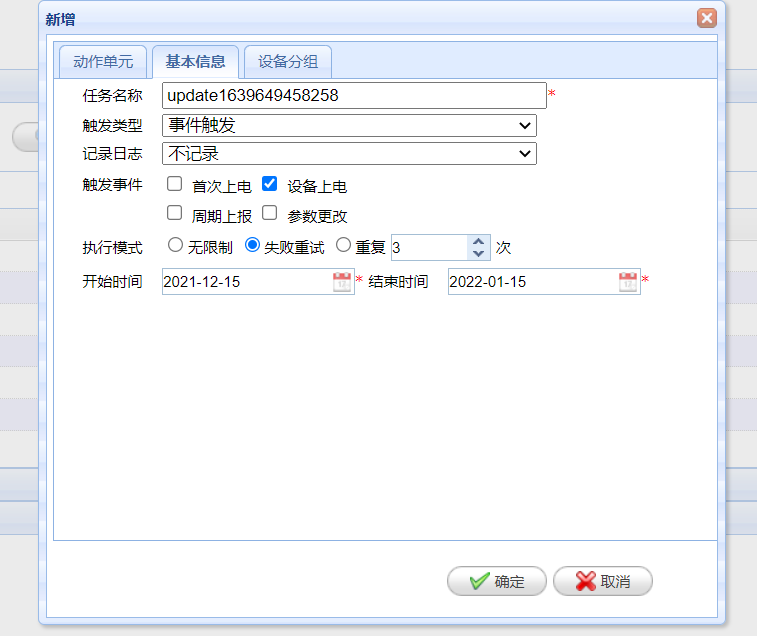 新增
动作单元 基本信息 设备分组
任务名称 update1639649458258 *
触发类型 事件触发
记录日志 不记录
触发事件 首次上电 设备上电
周期上报 参数更改
执行模式 无限制 失败重试 重复 3 次
开始时间 2021-12-15 * 结束时间 2022-01-15 *
确定 取消